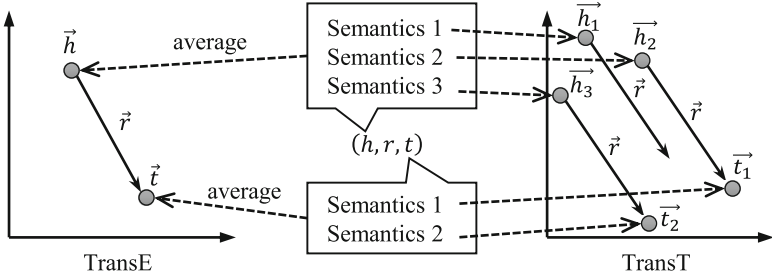 h⃗
average
r⃗
t⃗
average
TransE
Semantics 1
Semantics 2
Semantics 3
(h, r, t)
Semantics 1
Semantics 2
h₁⃗
h₂⃗
h₃⃗
r⃗
r⃗
r⃗
t₁⃗
t₂⃗
TransT